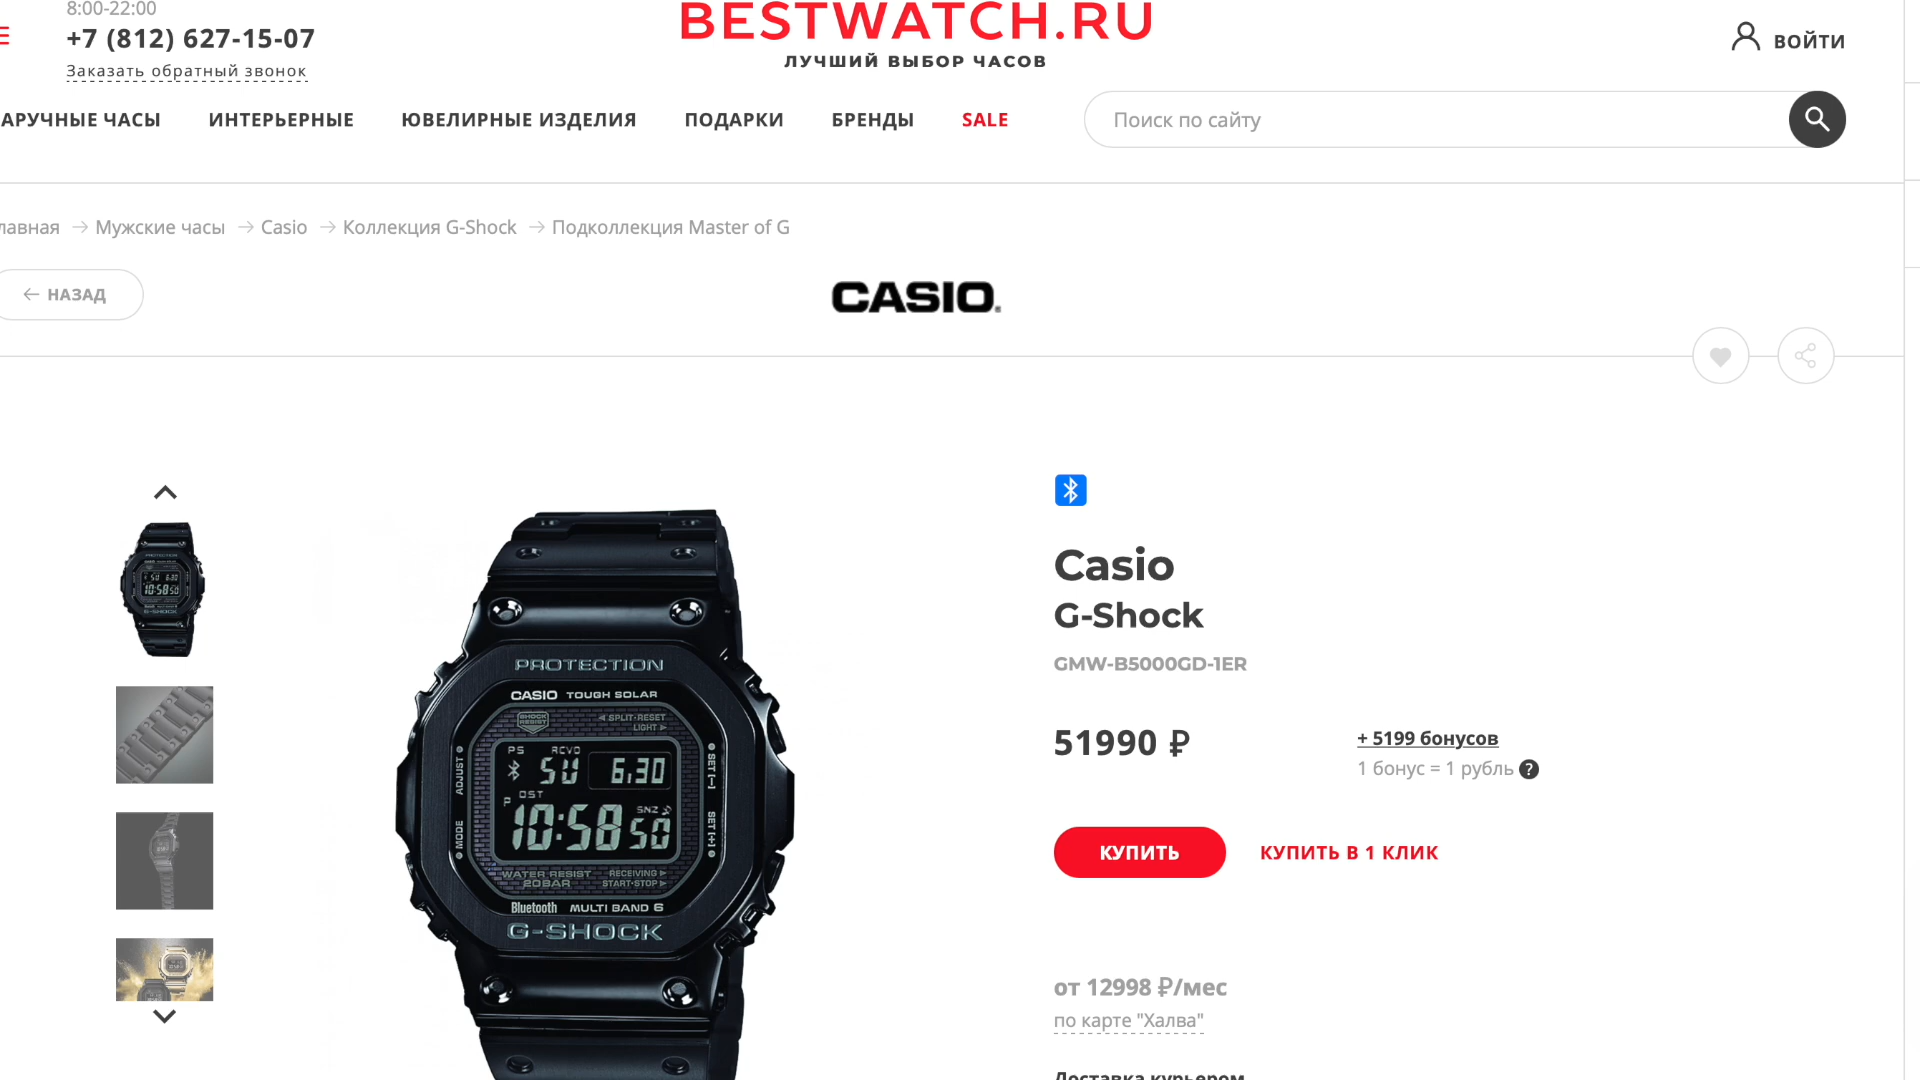 8:00-22:00
+7 (812) 627-15-07
Заказать обратный звонок
BESTWATCH.RU
ЛУЧШИЙ ВЫБОР ЧАСОВ
ВОЙТИ
АРУЧНЫЕ ЧАСЫ ИНТЕРЬЕРНЫЕ ЮВЕЛИРНЫЕ ИЗДЕЛИЯ ПОДАРКИ БРЕНДЫ SALE
Поиск по сайту
лавная → Мужские часы → Casio → Коллекция G-Shock → Подколлекция Master of G
← НАЗАД
CASIO
PROTECTION
CASIO TOUGH SOLAR
SHOCK RESIST
SPLIT·RESET
LIGHT
ADJUST
MODE
SET [−]
SET [+]
PS RCVD
SU 6.30
P DST
SNZ
10:58 50
WATER RESIST
20BAR
RECEIVING
START·STOP
Bluetooth MULTI BAND 6
G-SHOCK
Casio
G-Shock
GMW-B5000GD-1ER
51990 ₽
+ 5199 бонусов
1 бонус = 1 рубль ?
КУПИТЬ
КУПИТЬ В 1 КЛИК
от 12998 ₽/мес
по карте "Халва"
Доставка курьером